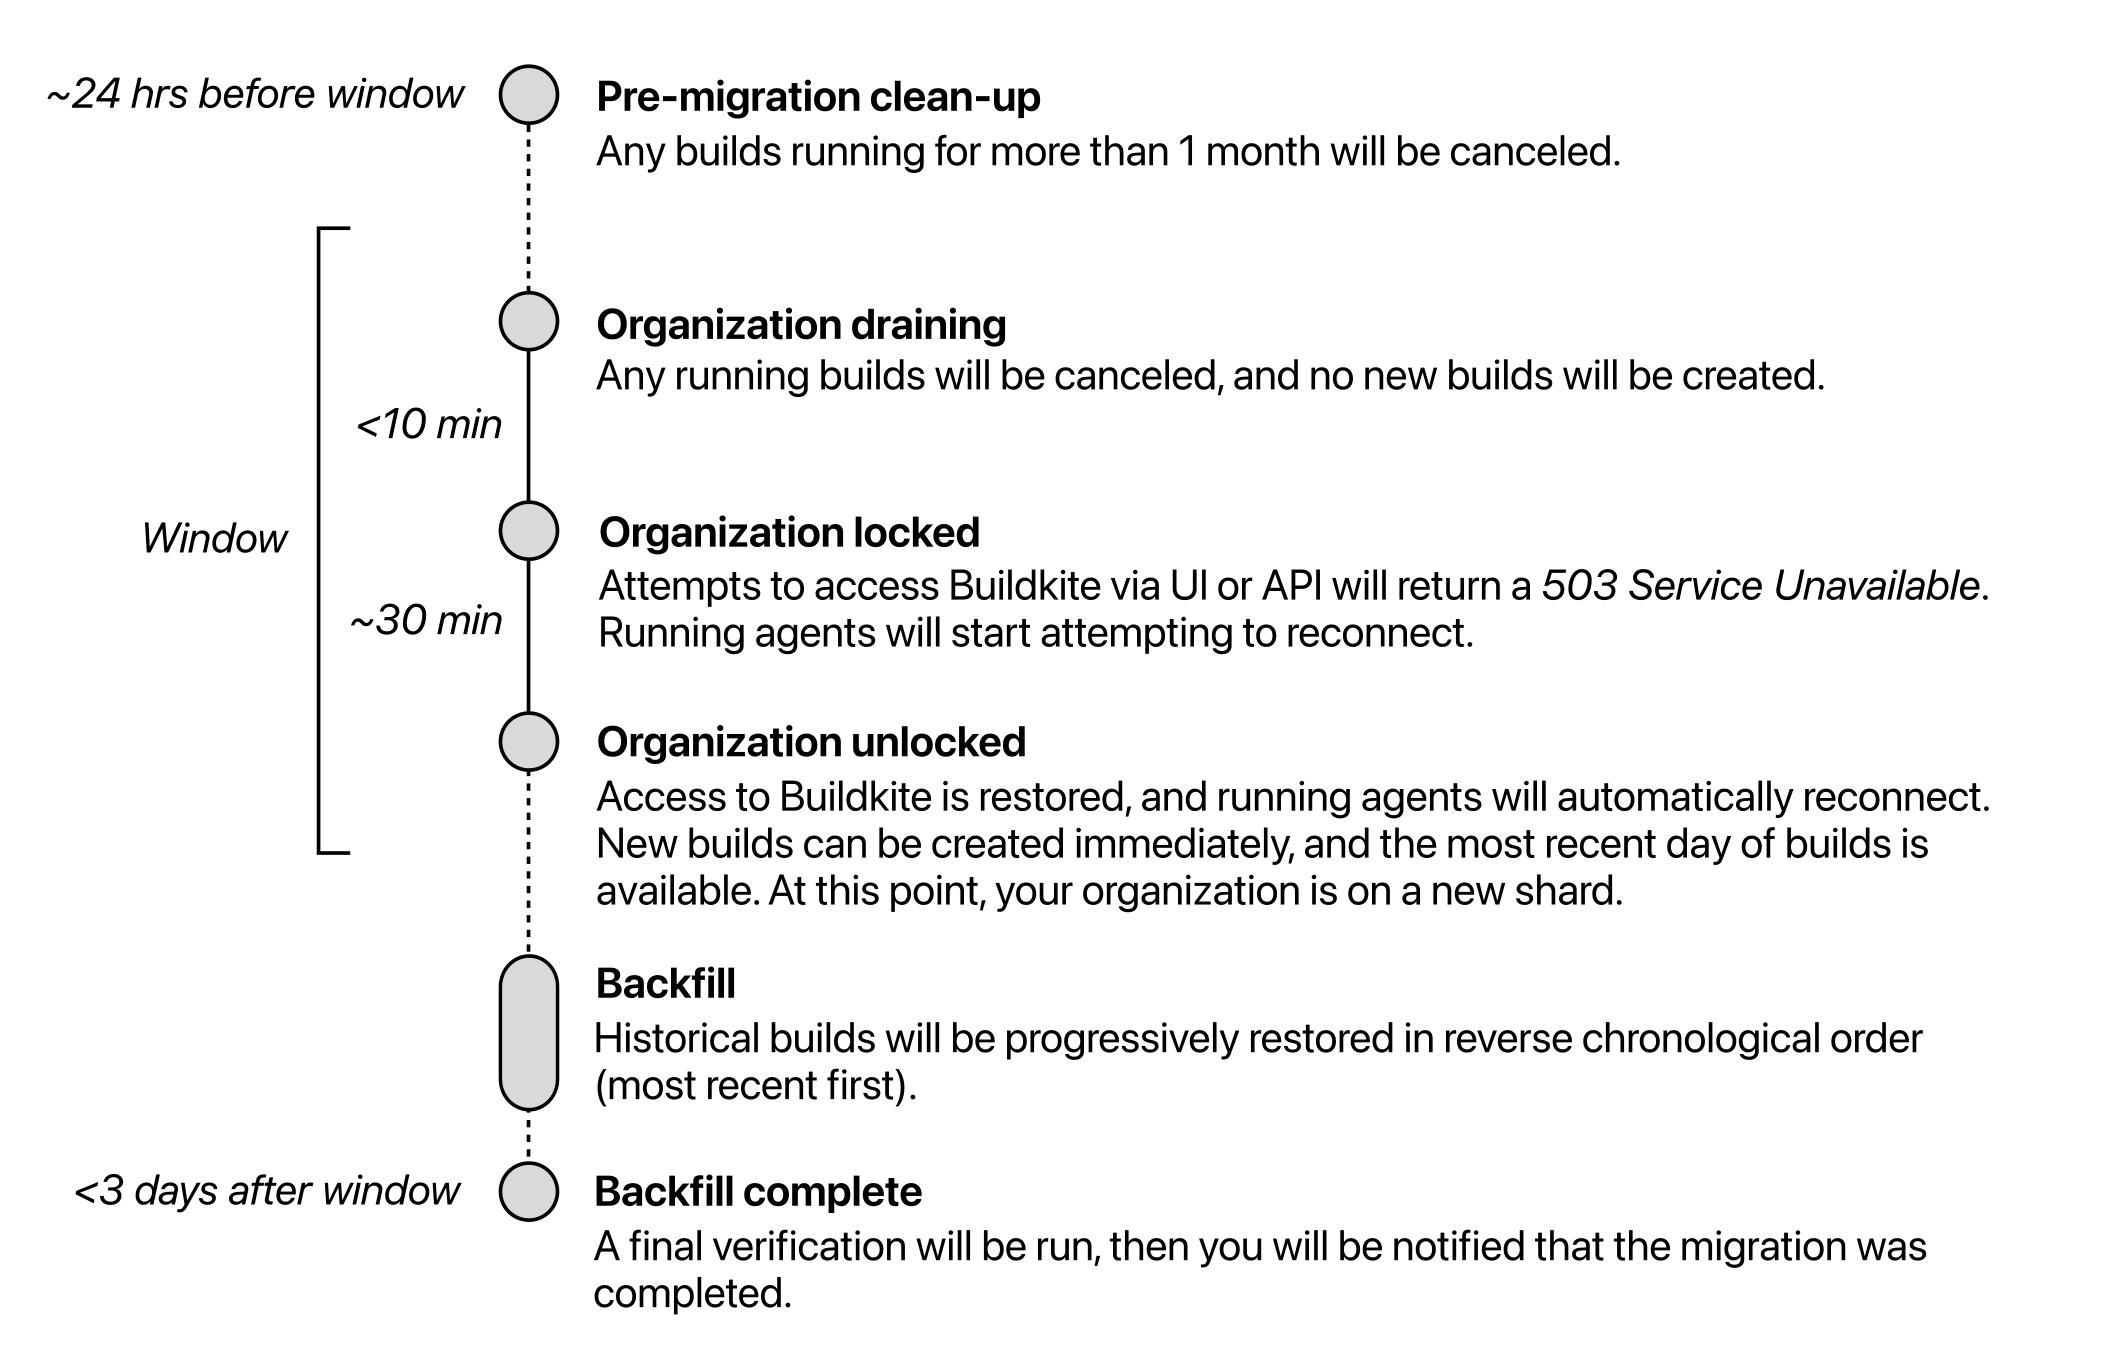 ~24 hrs before window
Pre-migration clean-up
Any builds running for more than 1 month will be canceled.
Organization draining
Any running builds will be canceled, and no new builds will be created.
<10 min
Window
Organization locked
Attempts to access Buildkite via UI or API will return a 503 Service Unavailable.
Running agents will start attempting to reconnect.
~30 min
Organization unlocked
Access to Buildkite is restored, and running agents will automatically reconnect.
New builds can be created immediately, and the most recent day of builds is
available. At this point, your organization is on a new shard.
Backfill
Historical builds will be progressively restored in reverse chronological order
(most recent first).
<3 days after window
Backfill complete
A final verification will be run, then you will be notified that the migration was
completed.